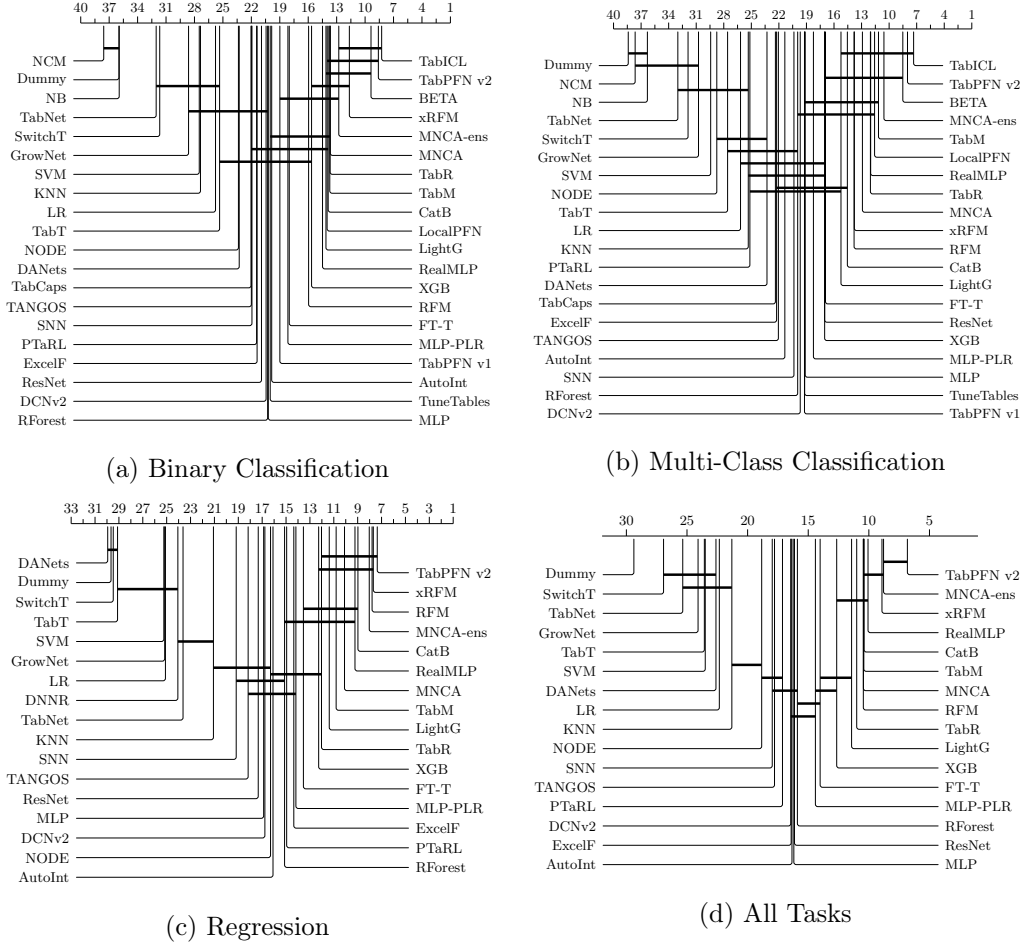 40 37 34 31 28 25 22 19 16 13 10 7 4 1
NCM
Dummy
NB
TabNet
SwitchT
GrowNet
SVM
KNN
LR
TabT
NODE
DANets
TabCaps
TANGOS
SNN
PTaRL
ExcelF
ResNet
DCNv2
RForest
TabICL
TabPFN v2
BETA
xRFM
MNCA-ens
MNCA
TabR
TabM
CatB
LocalPFN
LightG
RealMLP
XGB
RFM
FT-T
MLP-PLR
TabPFN v1
AutoInt
TuneTables
MLP
(a) Binary Classification
40 37 34 31 28 25 22 19 16 13 10 7 4 1
Dummy
NCM
NB
TabNet
SwitchT
GrowNet
SVM
NODE
TabT
LR
KNN
PTaRL
DANets
TabCaps
ExcelF
TANGOS
AutoInt
SNN
RForest
DCNv2
TabICL
TabPFN v2
BETA
MNCA-ens
TabM
LocalPFN
RealMLP
TabR
MNCA
xRFM
RFM
CatB
LightG
FT-T
ResNet
XGB
MLP-PLR
MLP
TuneTables
TabPFN v1
(b) Multi-Class Classification
33 31 29 27 25 23 21 19 17 15 13 11 9 7 5 3 1
DANets
Dummy
SwitchT
TabT
SVM
GrowNet
LR
DNNR
TabNet
KNN
SNN
TANGOS
ResNet
MLP
DCNv2
NODE
AutoInt
TabPFN v2
xRFM
RFM
MNCA-ens
CatB
RealMLP
MNCA
TabM
LightG
TabR
XGB
FT-T
MLP-PLR
ExcelF
PTaRL
RForest
(c) Regression
30 25 20 15 10 5
Dummy
SwitchT
TabNet
GrowNet
TabT
SVM
DANets
LR
KNN
NODE
SNN
TANGOS
PTaRL
DCNv2
ExcelF
AutoInt
TabPFN v2
MNCA-ens
xRFM
RealMLP
CatB
TabM
MNCA
RFM
TabR
LightG
XGB
FT-T
MLP-PLR
RForest
ResNet
MLP
(d) All Tasks